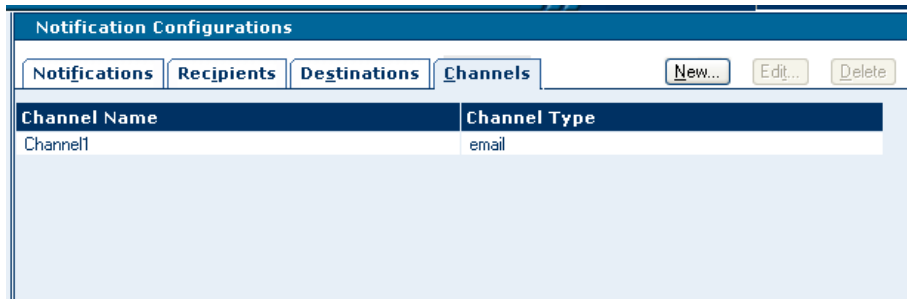 Notification Configurations
Notifications Recipients Destinations Channels New... Edit... Delete
Channel Name Channel Type
Channel1 email